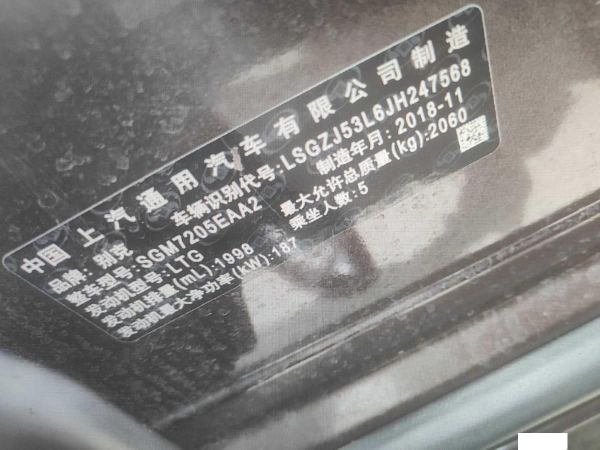 中国 上汽通用汽车有限公司制造
品牌: 别克 车辆识别代号: LSGZJ53L6JH247568
整车型号: SGM7205EAA2 制造年月: 2018-11
发动机型号: LTG 最大允许总质量(kg): 2060
发动机排量(mL): 1998 乘坐人数: 5
发动机最大净功率(kW): 187